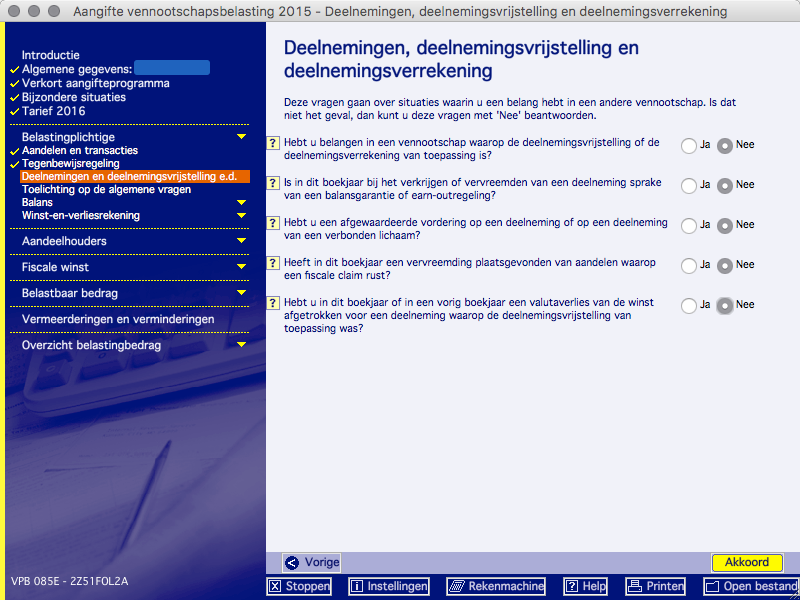 Aangifte vennootschapsbelasting 2015 - Deelnemingen, deelnemingsvrijstelling en deelnemingsverrekening
Introductie
Algemene gegevens:
Verkort aangifteprogramma
Bijzondere situaties
Tarief 2016
Belastingplichtige
Aandelen en transacties
Tegenbewijsregeling
Deelnemingen en deelnemingsvrijstelling e.d.
Toelichting op de algemene vragen
Balans
Winst-en-verliesrekening
Aandeelhouders
Fiscale winst
Belastbaar bedrag
Vermeerderingen en verminderingen
Overzicht belastingbedrag
VPB 085E - 2Z51FOL2A
Deelnemingen, deelnemingsvrijstelling en
deelnemingsverrekening
Deze vragen gaan over situaties waarin u een belang hebt in een andere vennootschap. Is dat
niet het geval, dan kunt u deze vragen met 'Nee' beantwoorden.
? Hebt u belangen in een vennootschap waarop de deelnemingsvrijstelling of de Ja Nee
deelnemingsverrekening van toepassing is?
? Is in dit boekjaar bij het verkrijgen of vervreemden van een deelneming sprake Ja Nee
van een balansgarantie of earn-outregeling?
? Hebt u een afgewaardeerde vordering op een deelneming of op een deelneming Ja Nee
van een verbonden lichaam?
? Heeft in dit boekjaar een vervreemding plaatsgevonden van aandelen waarop Ja Nee
een fiscale claim rust?
? Hebt u in dit boekjaar of in een vorig boekjaar een valutaverlies van de winst Ja Nee
afgetrokken voor een deelneming waarop de deelnemingsvrijstelling van
toepassing was?
Vorige Akkoord
Stoppen Instellingen Rekenmachine ? Help Printen Open bestand